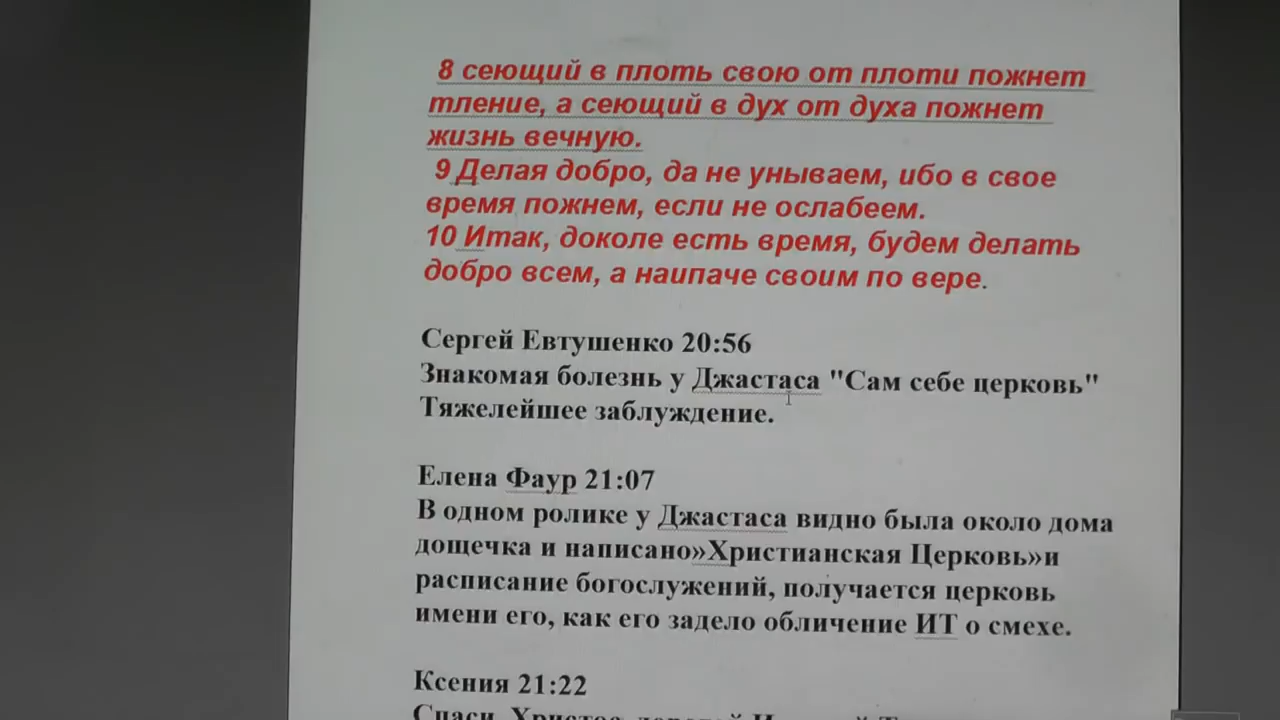 8 сеющий в плоть свою от плоти пожнет
тление, а сеющий в дух от духа пожнет
жизнь вечную.
9 Делая добро, да не унываем, ибо в свое
время пожнем, если не ослабеем.
10 Итак, доколе есть время, будем делать
добро всем, а наипаче своим по вере.
Сергей Евтушенко 20:56
Знакомая болезнь у Джастаса "Сам себе церковь"
Тяжелейшее заблуждение.
Елена Фаур 21:07
В одном ролике у Джастаса видно была около дома
дощечка и написано»Христианская Церковь»и
расписание богослужений, получается церковь
имени его, как его задело обличение ИТ о смехе.
Ксения 21:22